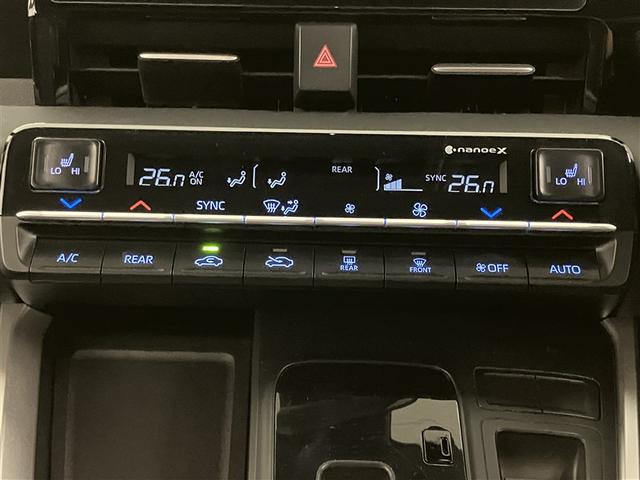 nanoeX
LO HI 26.0 A/C ON REAR SYNC 26.0 LO HI
SYNC
A/C REAR REAR FRONT OFF AUTO